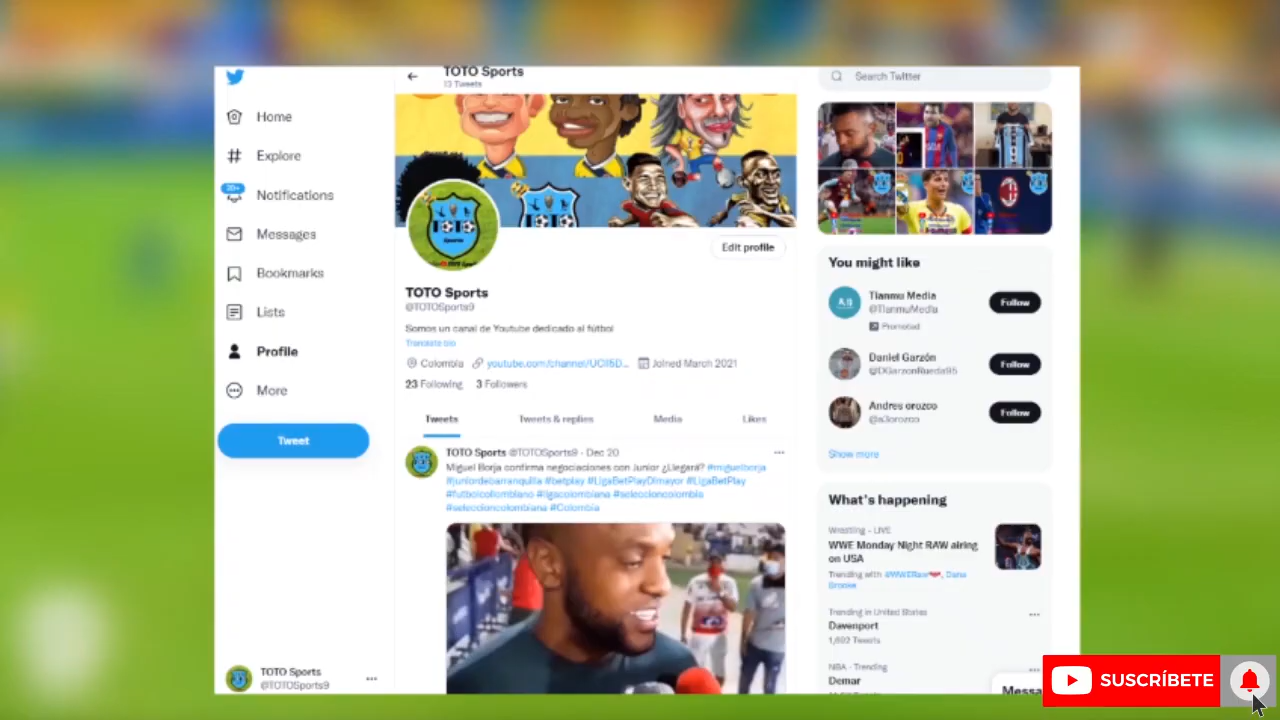 TOTO Sports
13 Tweets
Search Twitter
Home
Explore
20+
Notifications
Messages
Bookmarks
Lists
Profile
More
Tweet
Edit profile
TOTO Sports
@TOTOSports9
Somos un canal de Youtube dedicado al fútbol
Translate bio
Colombia youtube.com/channel/UCII5D... Joined March 2021
23 Following 3 Followers
Tweets Tweets & replies Media Likes
TOTO Sports @TOTOSports9 · Dec 20
Miguel Borja confirma negociaciones con Junior ¿Llegará? #miguelborja
#juniordebarranquilla #betplay #LigaBetPlayDimayor #LigaBetPlay
#futbolcollombiano #ligacolombiana #seleccioncolombia
#seleccioncolombiana #Colombia
You might like
Tianmu Media
@TianmuMedia
Promoted
Follow
Daniel Garzón
@DGarzonRueda95
Follow
Andres orozco
@a3orozco
Follow
Show more
What's happening
Wrestling · LIVE
WWE Monday Night RAW airing
on USA
Trending with #WWERaw, Dana
Brooke
Trending in United States
Davenport
1,692 Tweets
NBA · Trending
Demar
Messa
TOTO Sports
@TOTOSports9
SUSCRÍBETE